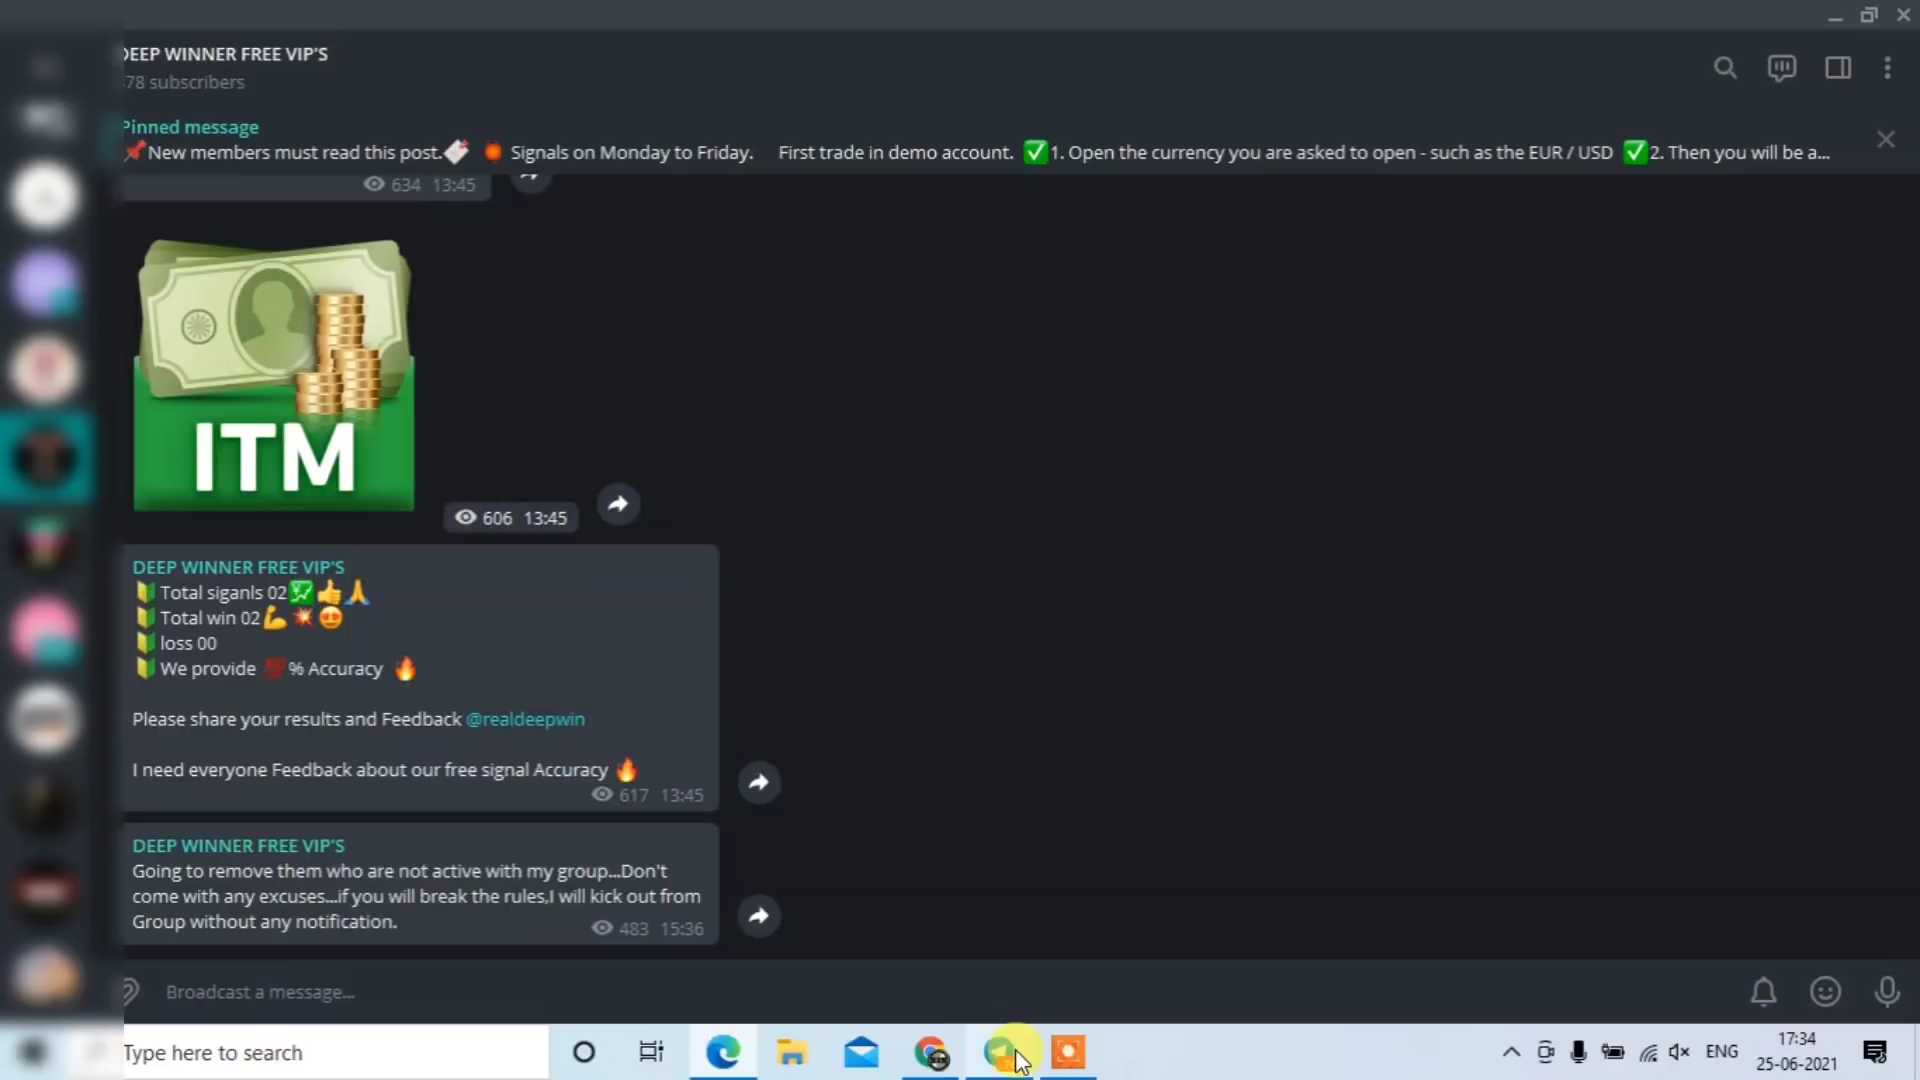 DEEP WINNER FREE VIP'S
78 subscribers
Pinned message
New members must read this post. Signals on Monday to Friday. First trade in demo account. ✅1. Open the currency you are asked to open - such as the EUR / USD ✅2. Then you will be a...
634 13:45
ITM
606 13:45
DEEP WINNER FREE VIP'S
🔰Total siganls 02💹👍🙏
🔰Total win 02💪💥😍
🔰loss 00
🔰We provide 💯% Accuracy 🔥
Please share your results and Feedback @realdeepwin
I need everyone Feedback about our free signal Accuracy 🔥
617 13:45
DEEP WINNER FREE VIP'S
Going to remove them who are not active with my group...Don't
come with any excuses...if you will break the rules,I will kick out from
Group without any notification.
483 15:36
Broadcast a message...
Type here to search
ENG
17:34
25-06-2021